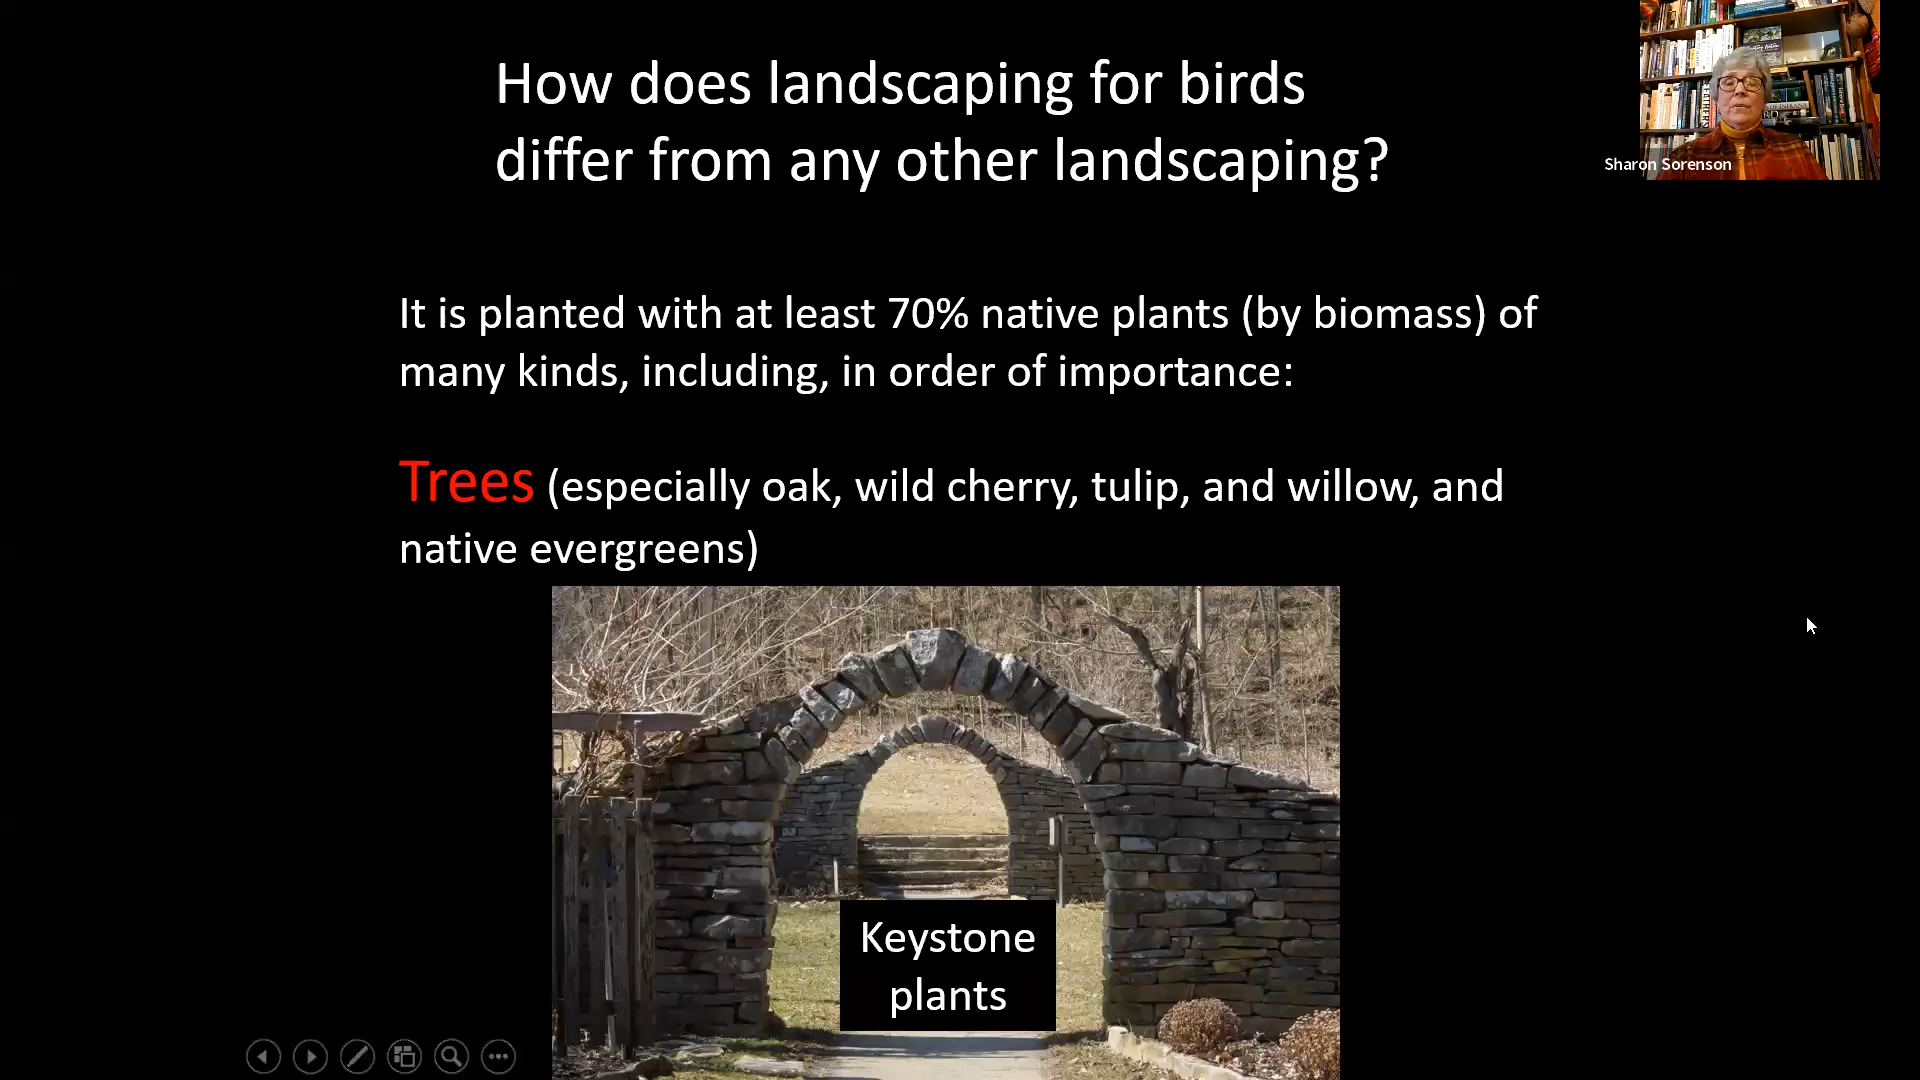 How does landscaping for birds
differ from any other landscaping?
Sharon Sorenson
It is planted with at least 70% native plants (by biomass) of
many kinds, including, in order of importance:
Trees (especially oak, wild cherry, tulip, and willow, and
native evergreens)
Keystone
plants